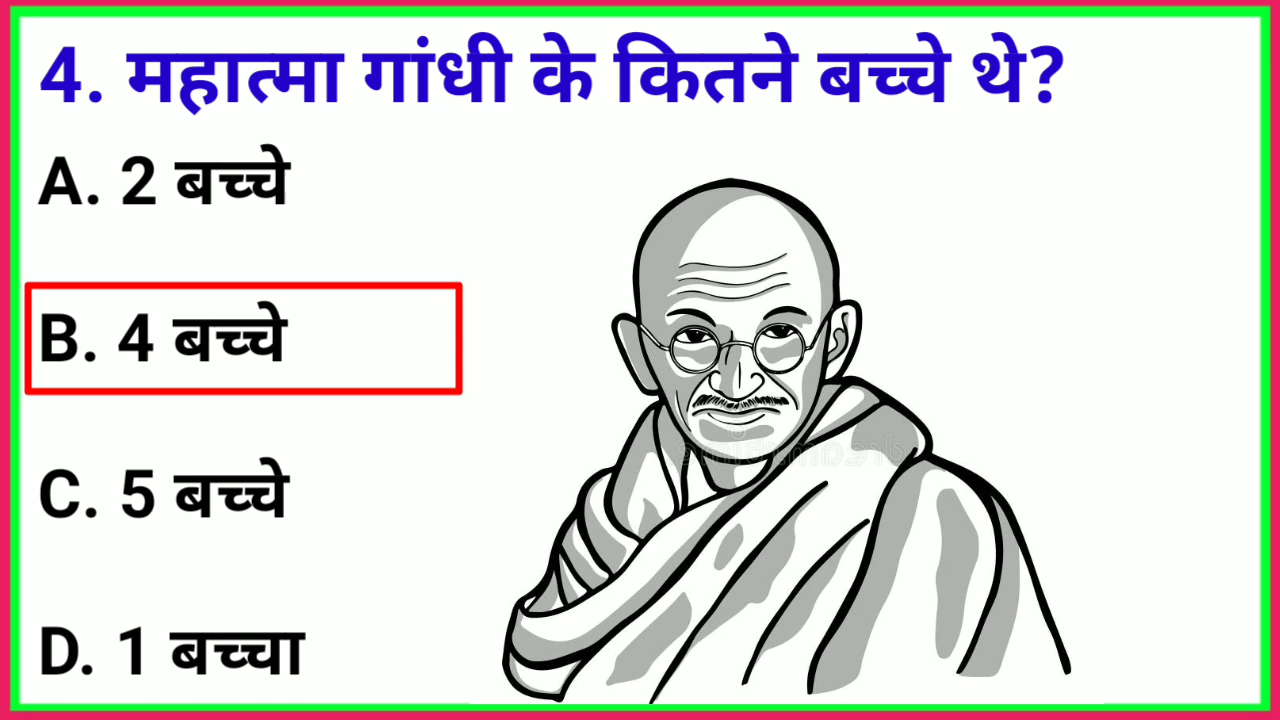 4. महात्मा गांधी के कितने बच्चे थे?
A. 2 बच्चे
B. 4 बच्चे
C. 5 बच्चे
D. 1 बच्चा